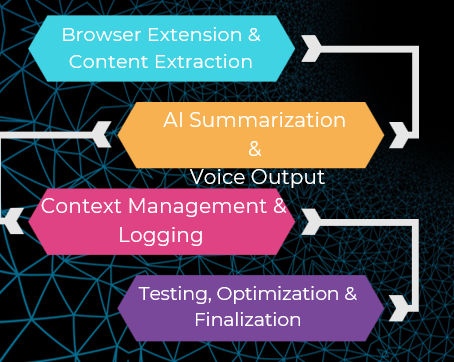 Browser Extension &
Content Extraction
AI Summarization
&
Voice Output
Context Management &
Logging
Testing, Optimization &
Finalization